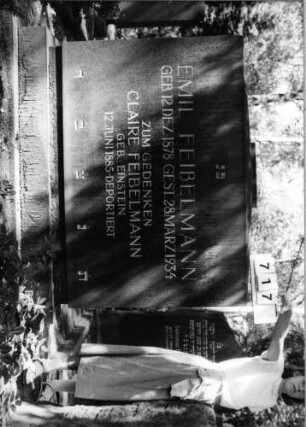 EMIL FEIBELMANN
GEB. 12.DEZ.1878 GEST. 28.MÄRZ 1934
ZUM GEDENKEN
CLAIRE FEIBELMANN
GEB. EINSTEIN
12.JUNI 1885 DEPORTIERT
717